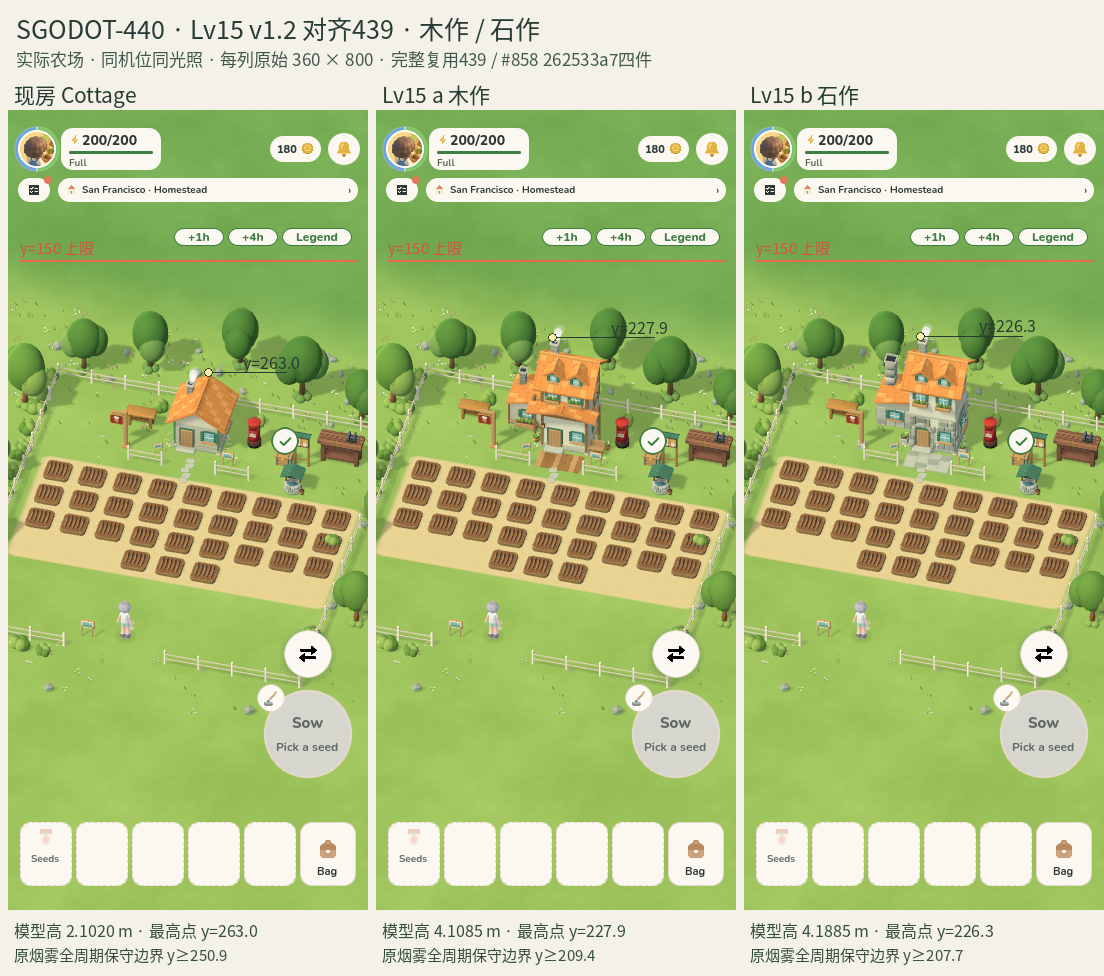 SGODOT-440 · Lv15 v1.2 对齐439 · 木作 / 石作
实际农场 · 同机位同光照 · 每列原始 360 × 800 · 完整复用439 / #858 262533a7四件
现房 Cottage
200/200
Full
180
San Francisco · Homestead
+1h
+4h
Legend
y=150 上限
y=263.0
Sow
Pick a seed
Seeds
Bag
模型高 2.1020 m · 最高点 y=263.0
原烟雾全周期保守边界 y≥250.9
Lv15 a 木作
200/200
Full
180
San Francisco · Homestead
+1h
+4h
Legend
y=150 上限
y=227.9
Sow
Pick a seed
Seeds
Bag
模型高 4.1085 m · 最高点 y=227.9
原烟雾全周期保守边界 y≥209.4
Lv15 b 石作
200/200
Full
180
San Francisco · Homestead
+1h
+4h
Legend
y=150 上限
y=226.3
Sow
Pick a seed
Seeds
Bag
模型高 4.1885 m · 最高点 y=226.3
原烟雾全周期保守边界 y≥207.7